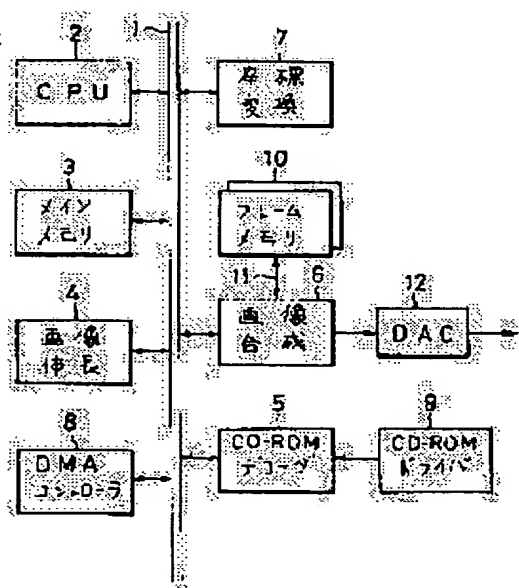 1
2
CPU
7
座標
変換
3
メイン
メモリ
10
フレーム
メモリ
11
6
画像
合成
12
DAC
4
画像
伸長
8
DMA
コントローラ
5
CD-ROM
デコーダ
9
CD-ROM
ドライバ